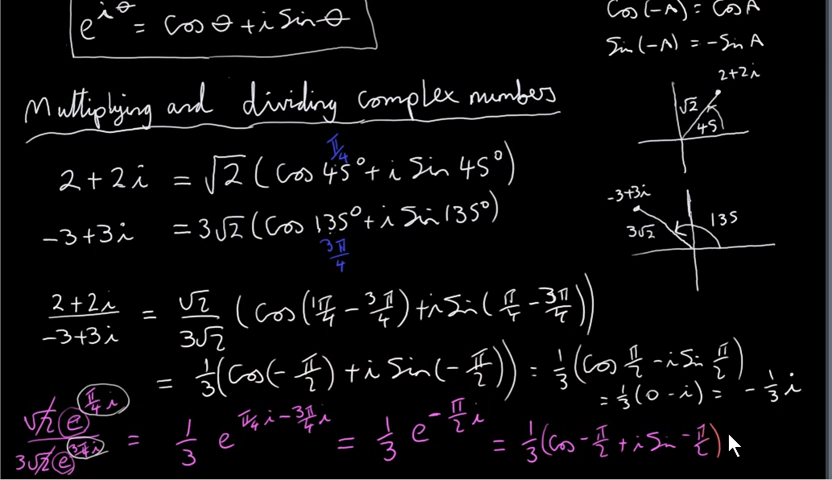 e^{iθ} = Cos θ + i Sin θ
Cos(-A) = Cos A
Sin(-A) = -Sin A
Multiplying and dividing complex numbers
2+2i
√2
45
π/4
2+2i = √2 (Cos 45° + i Sin 45°)
-3+3i = 3√2 (Cos 135° + i Sin 135°)
3π/4
-3+3i
3√2
135
(2+2i)/(-3+3i) = √2/(3√2) (Cos(π/4 - 3π/4) + i Sin(π/4 - 3π/4))
= 1/3 (Cos(-π/2) + i Sin(-π/2)) = 1/3 (Cos π/2 - i Sin π/2)
= 1/3 (0 - i) = -1/3 i
(√2 e^{π/4 i})/(3√2 e^{3π/4 i}) = 1/3 e^{π/4 i - 3π/4 i} = 1/3 e^{-π/2 i} = 1/3 (Cos -π/2 + i Sin -π/2)